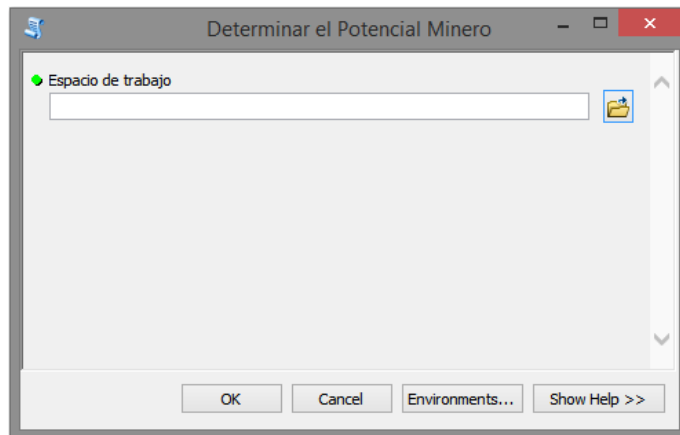 Determinar el Potencial Minero
Espacio de trabajo
OK Cancel Environments... Show Help >>